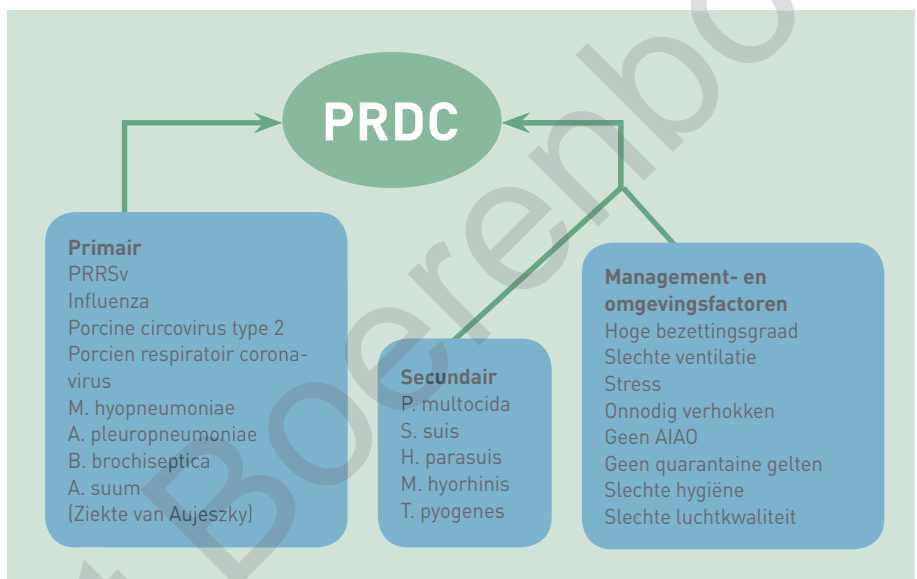 PRDC
Primair
PRRSv
Influenza
Porcine circovirus type 2
Porcien respiratoir corona-
virus
M. hyopneumoniae
A. pleuropneumoniae
B. brochiseptica
A. suum
(Ziekte van Aujeszky)
Secundair
P. multocida
S. suis
H. parasuis
M. hyorhinis
T. pyogenes
Management- en
omgevingsfactoren
Hoge bezettingsgraad
Slechte ventilatie
Stress
Onnodig verhokken
Geen AIAO
Geen quarantaine gelten
Slechte hygiëne
Slechte luchtkwaliteit
t Boerenbo